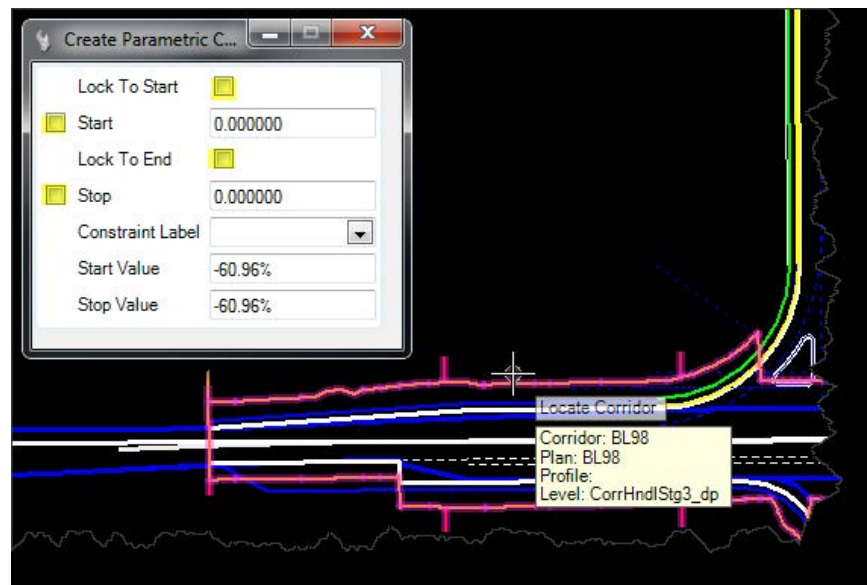 Create Parametric C...
Lock To Start
Start 0.000000
Lock To End
Stop 0.000000
Constraint Label
Start Value -60.96%
Stop Value -60.96%
Locate Corridor
Corridor: BL98
Plan: BL98
Profile:
Level: CorrHndlStg3_dp